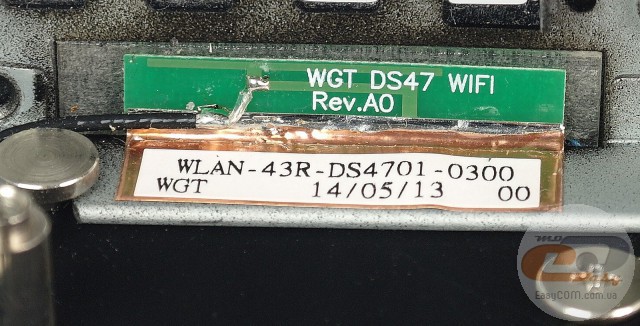 WGT DS47 WIFI
Rev.A0
WLAN-43R-DS4701-0300
WGT 14/05/13 00
EasyCOM.com.ua